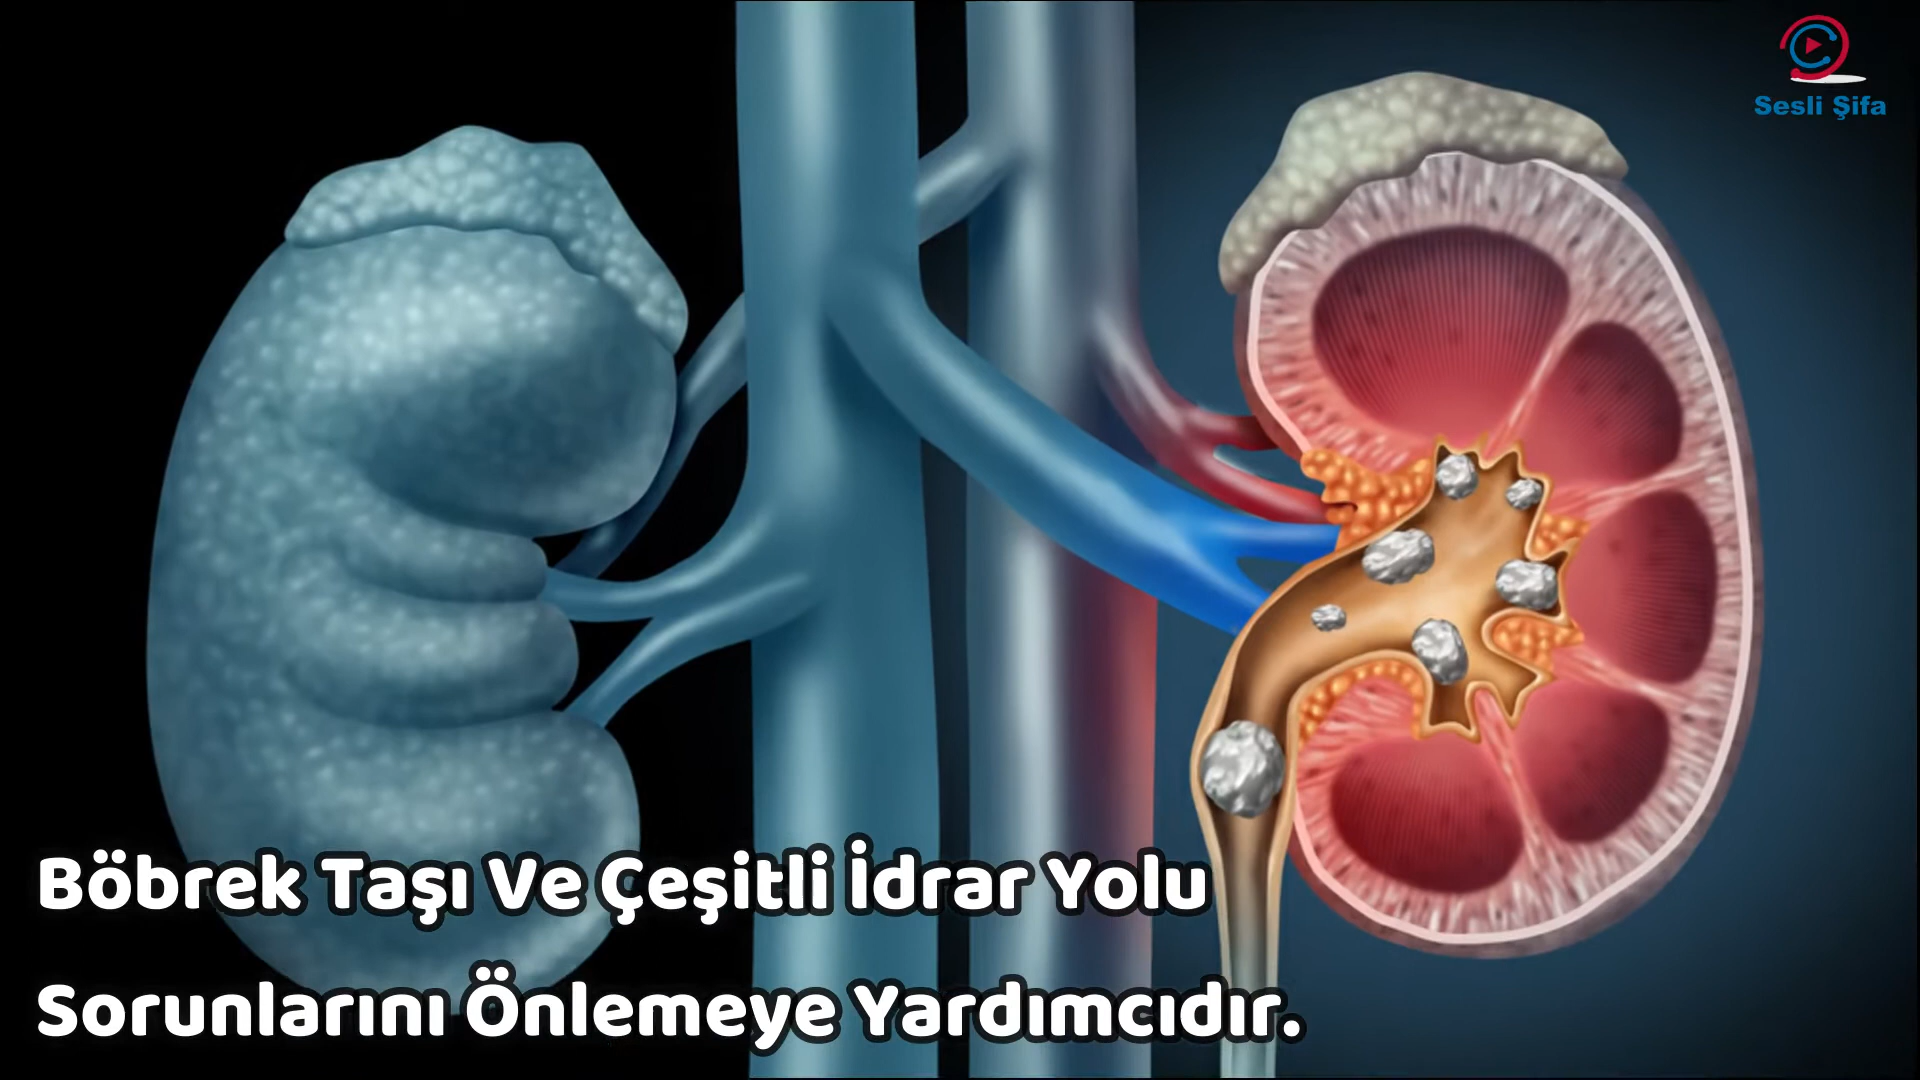 Sesli Şifa
Böbrek Taşı Ve Çeşitli İdrar Yolu
Sorunlarını Önlemeye Yardımcıdır.